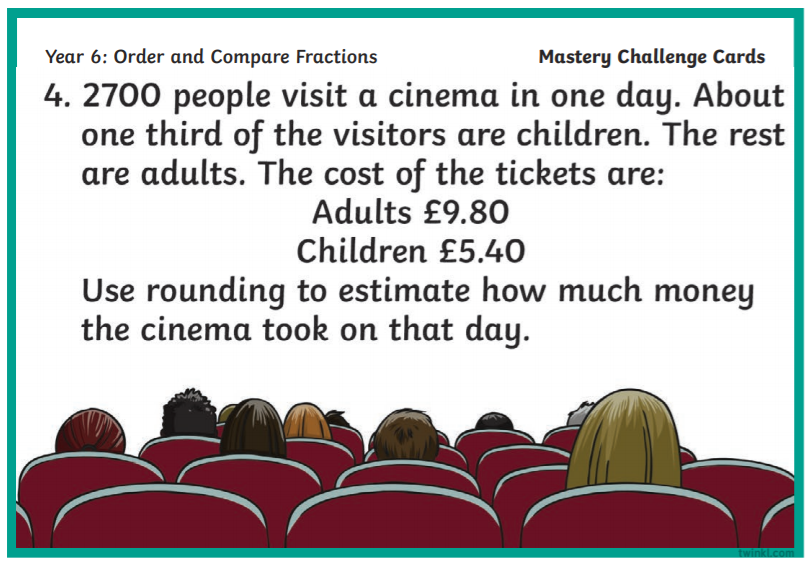 Year 6: Order and Compare Fractions
Mastery Challenge Cards
4. 2700 people visit a cinema in one day. About
one third of the visitors are children. The rest
are adults. The cost of the tickets are:
Adults £9.80
Children £5.40
Use rounding to estimate how much money
the cinema took on that day.
twinkl.com